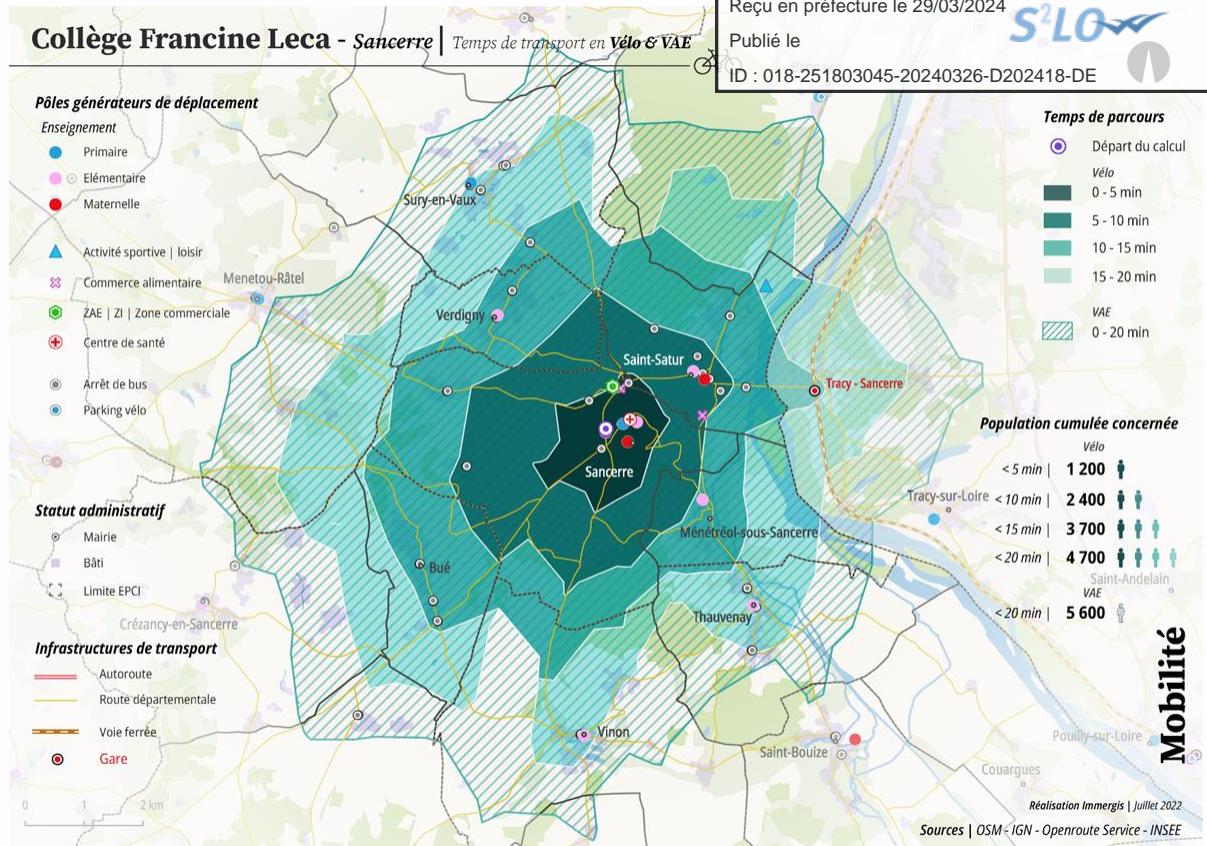 Reçu en préfecture le 29/03/2024
Publié le
S²LOW
ID : 018-251803045-20240326-D202418-DE
Collège Francine Leca - Sancerre | Temps de transport en Vélo & VAE
Pôles générateurs de déplacement
Enseignement
Primaire
Elémentaire
Maternelle
Activité sportive | loisir
Commerce alimentaire
ZAE | ZI | Zone commerciale
Centre de santé
Arrêt de bus
Parking vélo
Statut administratif
Mairie
Bâti
Limite EPCI
Infrastructures de transport
Autoroute
Route départementale
Voie ferrée
Gare
0 1 2 km
Sury-en-Vaux
Menetou-Râtel
Verdigny
Saint-Satur
Tracy - Sancerre
Sancerre
Tracy-sur-Loire
Ménétréol-sous-Sancerre
Bué
Saint-Andelain
Thauvenay
Crézancy-en-Sancerre
Vinon
Saint-Bouize
Pouilly-sur-Loire
Couargues
Temps de parcours
Départ du calcul
Vélo
0 - 5 min
5 - 10 min
10 - 15 min
15 - 20 min
VAE
0 - 20 min
Population cumulée concernée
Vélo
< 5 min | 1 200
< 10 min | 2 400
< 15 min | 3 700
< 20 min | 4 700
VAE
< 20 min | 5 600
Mobilité
Réalisation Immergis | Juillet 2022
Sources | OSM - IGN - Openroute Service - INSEE